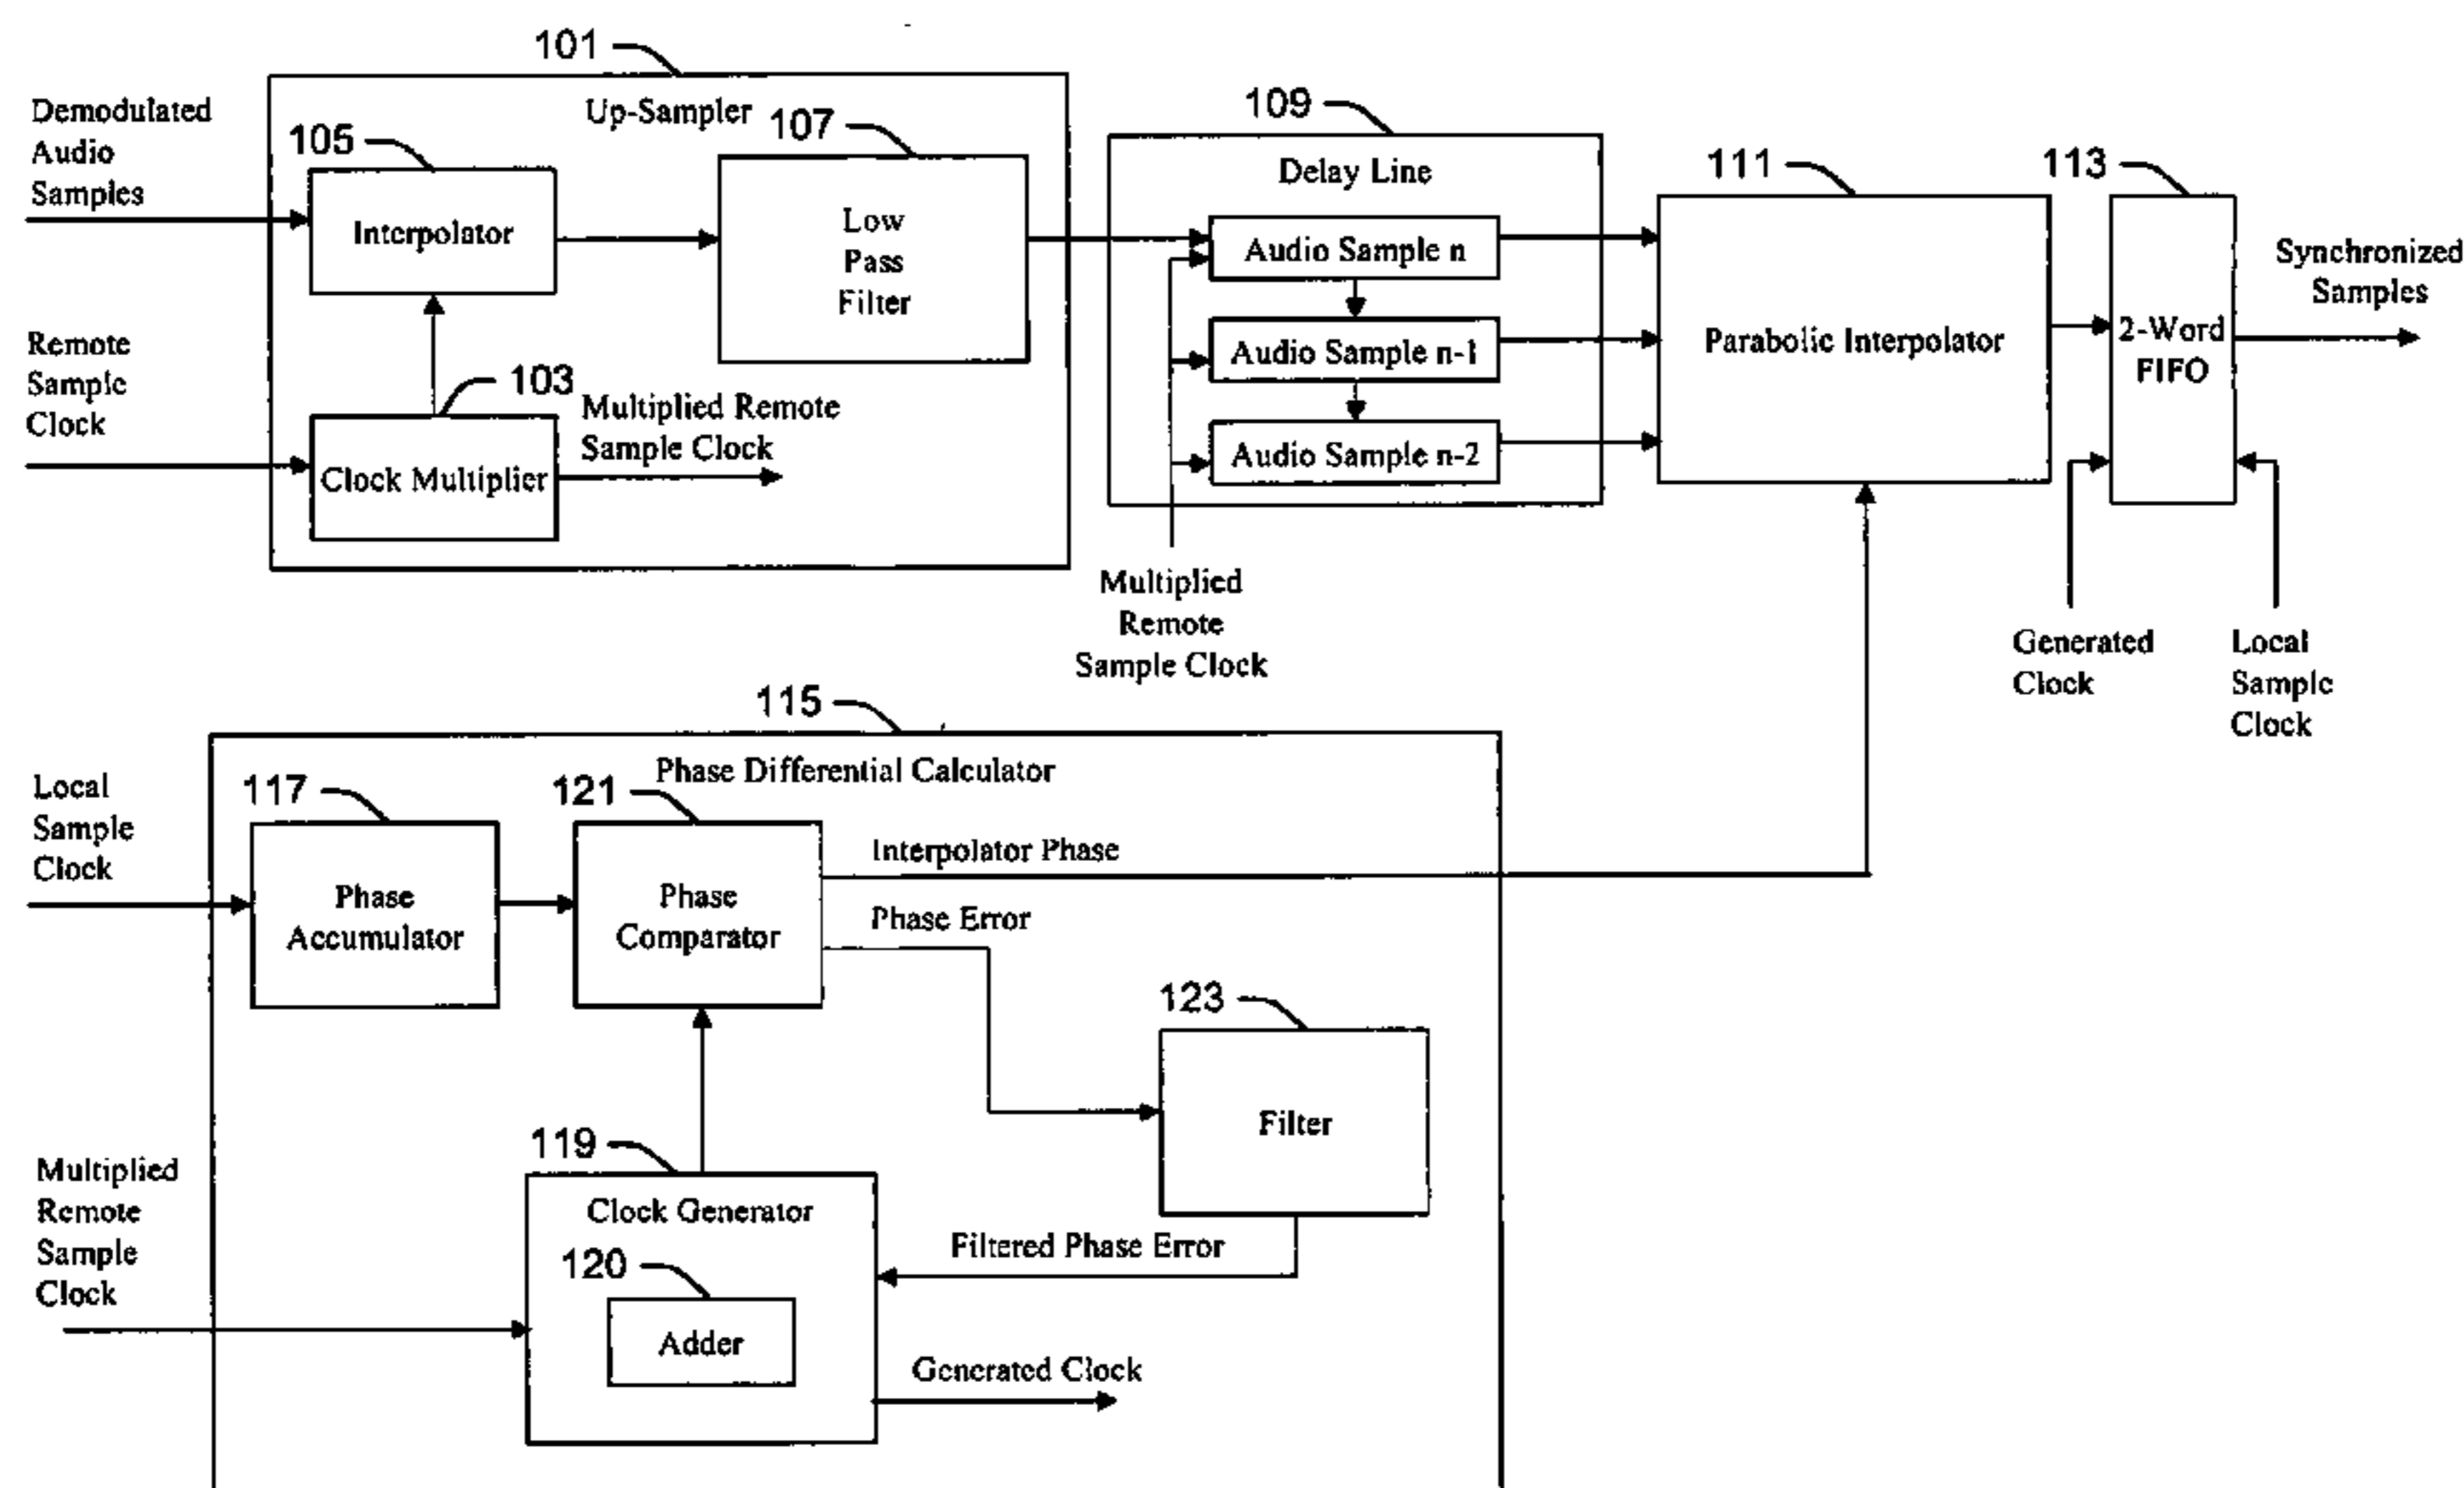 101
Demodulated
Audio
Samples
Up-Sampler
105
107
Interpolator
Low
Pass
Filter
Remote
Sample
Clock
103
Clock Multiplier
Multiplied Remote
Sample Clock
109
Delay Line
Audio Sample n
Audio Sample n-1
Audio Sample n-2
Multiplied
Remote
Sample Clock
111
Parabolic Interpolator
113
2-Word
FIFO
Synchronized
Samples
Generated
Clock
Local
Sample
Clock
115
Phase Differential Calculator
Local
Sample
Clock
117
Phase
Accumulator
121
Phase
Comparator
Interpolator Phase
Phase Error
123
Filter
Filtered Phase Error
119
Clock Generator
120
Adder
Multiplied
Remote
Sample
Clock
Generated Clock